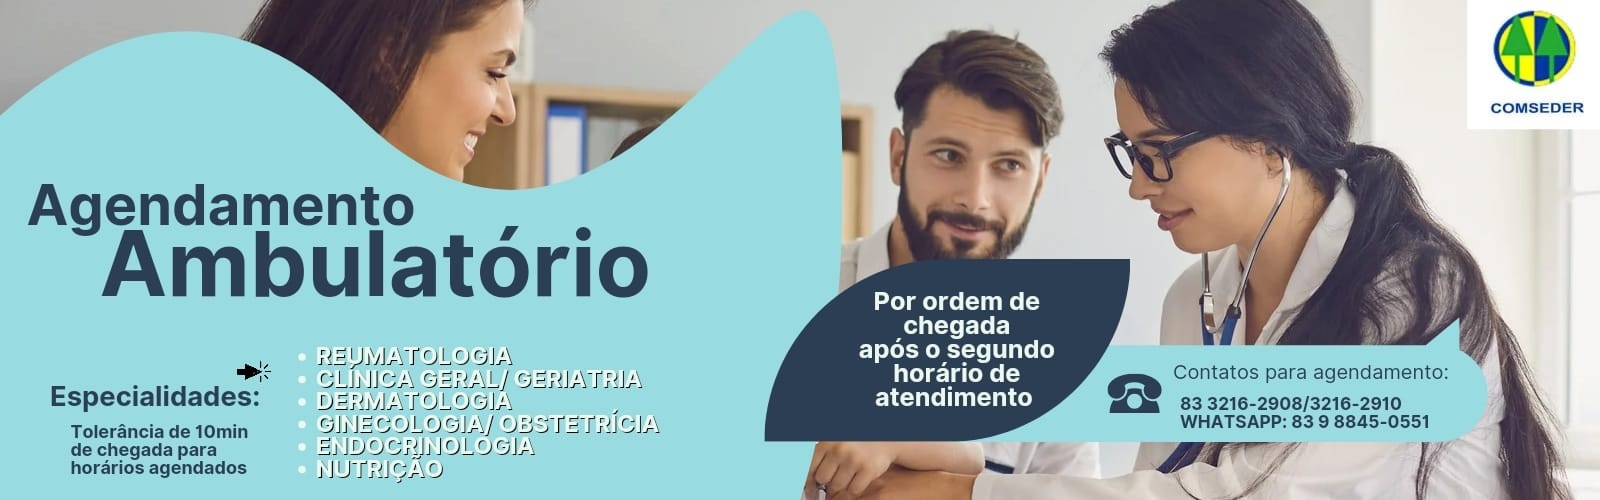 COMSEDER
Agendamento
Ambulatório
Por ordem de
chegada
após o segundo
horário de
atendimento
Especialidades:
Tolerância de 10min
de chegada para
horários agendados
• REUMATOLOGIA
• CLÍNICA GERAL/ GERIATRIA
• DERMATOLOGIA
• GINECOLOGIA/ OBSTETRÍCIA
• ENDOCRINOLOGIA
• NUTRIÇÃO
Contatos para agendamento:
83 3216-2908/3216-2910
WHATSAPP: 83 9 8845-0551